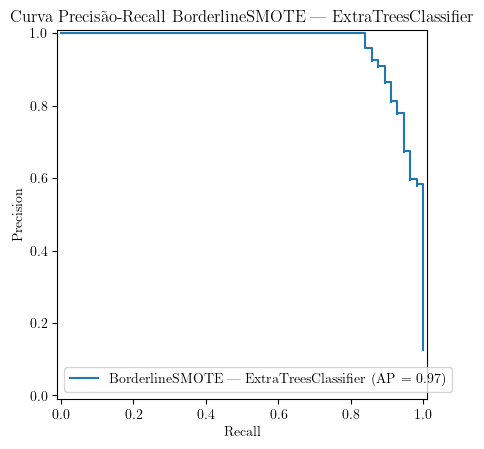 Curva Precisão-Recall BorderlineSMOTE — ExtraTreesClassifier
1.0
0.8
0.6
0.4
0.2
0.0
Precision
BorderlineSMOTE — ExtraTreesClassifier (AP = 0.97)
0.0 0.2 0.4 0.6 0.8 1.0
Recall